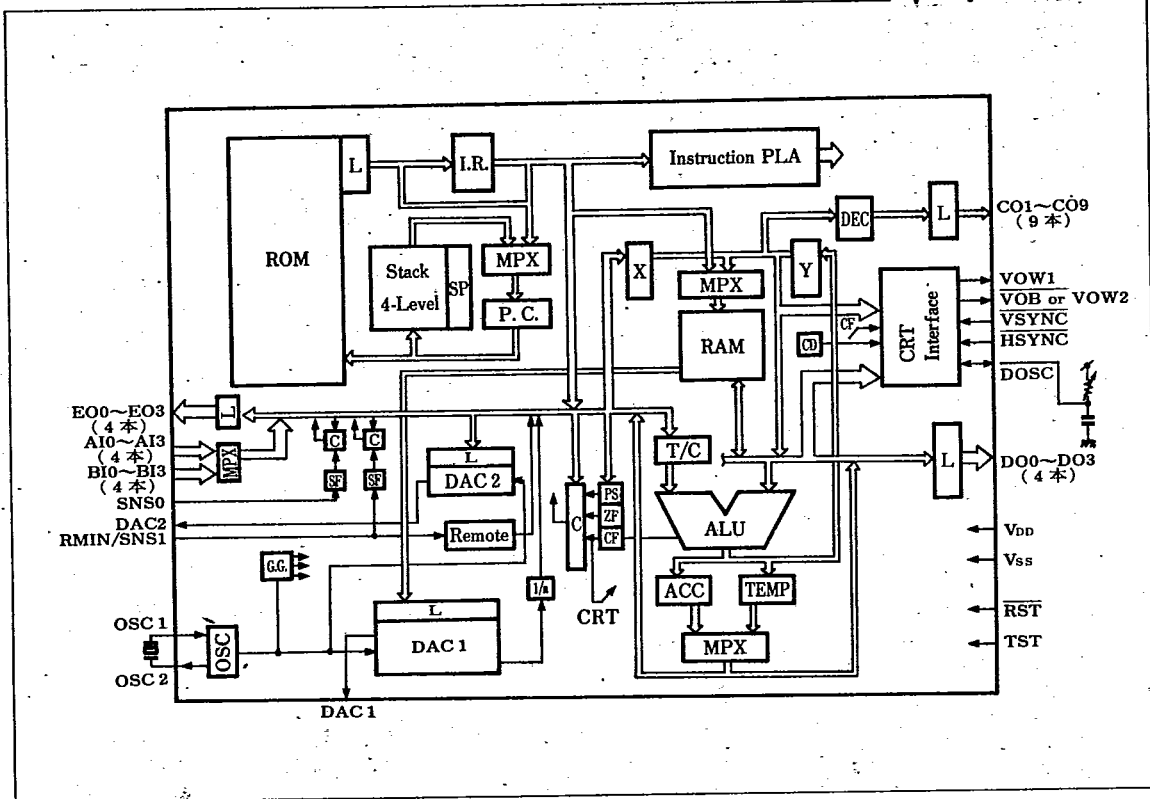 ROM
L
I.R.
Instruction PLA
Stack
4-Level
SP
MPX
P. C.
X
MPX
Y
DEC
L
RAM
CD
CF
CRT
Interface
CO1~CO9
(9本)
VOW1
VOB or VOW2
VSYNC
HSYNC
DOSC
EO0~EO3
(4本)
AI0~AI3
(4本)
BI0~BI3
(4本)
SNS0
DAC2
RMIN/SNS1
L
MPX
C
C
SF
SF
L
DAC 2
Remote
G.G.
1/n
C
PS
ZF
CF
CRT
T/C
ALU
ACC
TEMP
MPX
L
DO0~DO3
(4本)
VDD
VSS
RST
TST
OSC 1
OSC 2
OSC
L
DAC 1
DAC 1